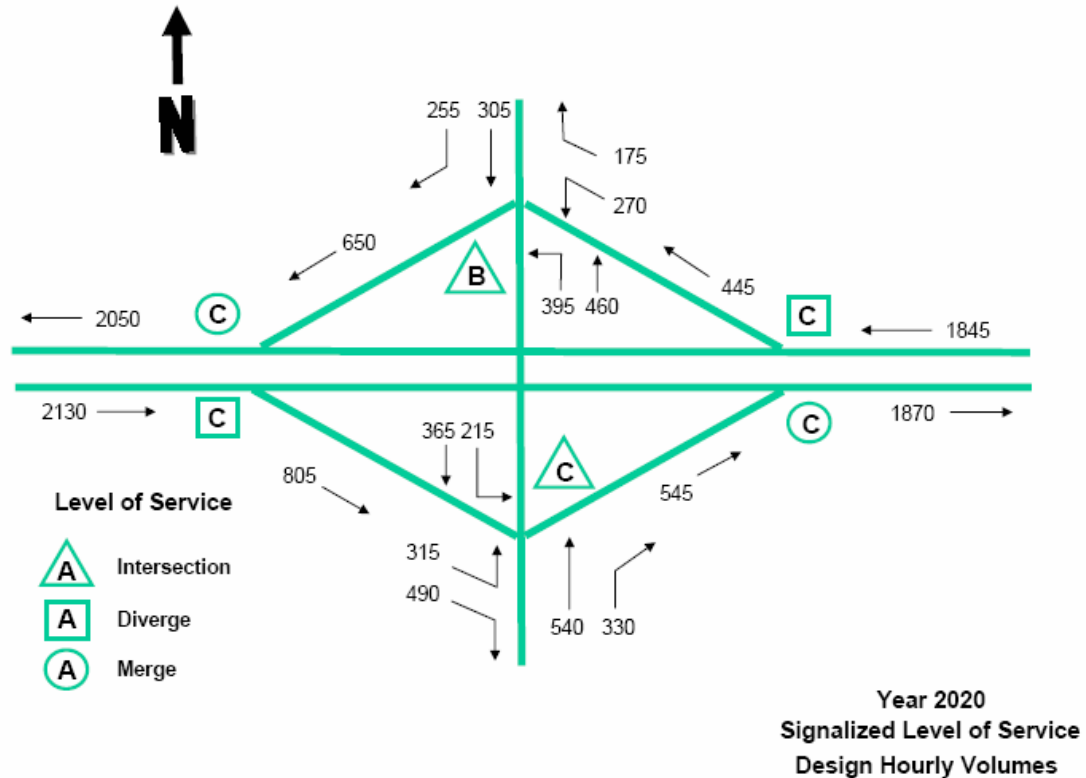 N
255 305
175
270
650
B
395 460
445
C
C
2050
1845
2130
C
C
1870
365 215
C
805
545
Level of Service
315
A Intersection
490
540 330
A Diverge
A Merge
Year 2020
Signalized Level of Service
Design Hourly Volumes